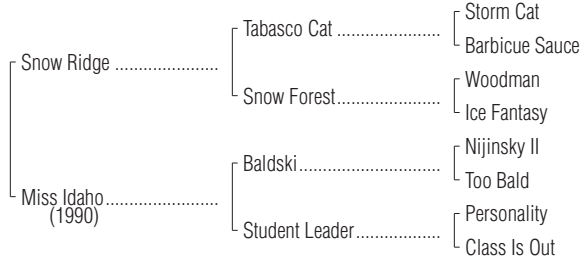 Storm Cat
Tabasco Cat ......................
Barbicue Sauce
Snow Ridge ......................
Woodman
Snow Forest......................
Ice Fantasy
Nijinsky II
Baldski..............................
Too Bald
Miss Idaho........................
(1990)
Personality
Student Leader..................
Class Is Out